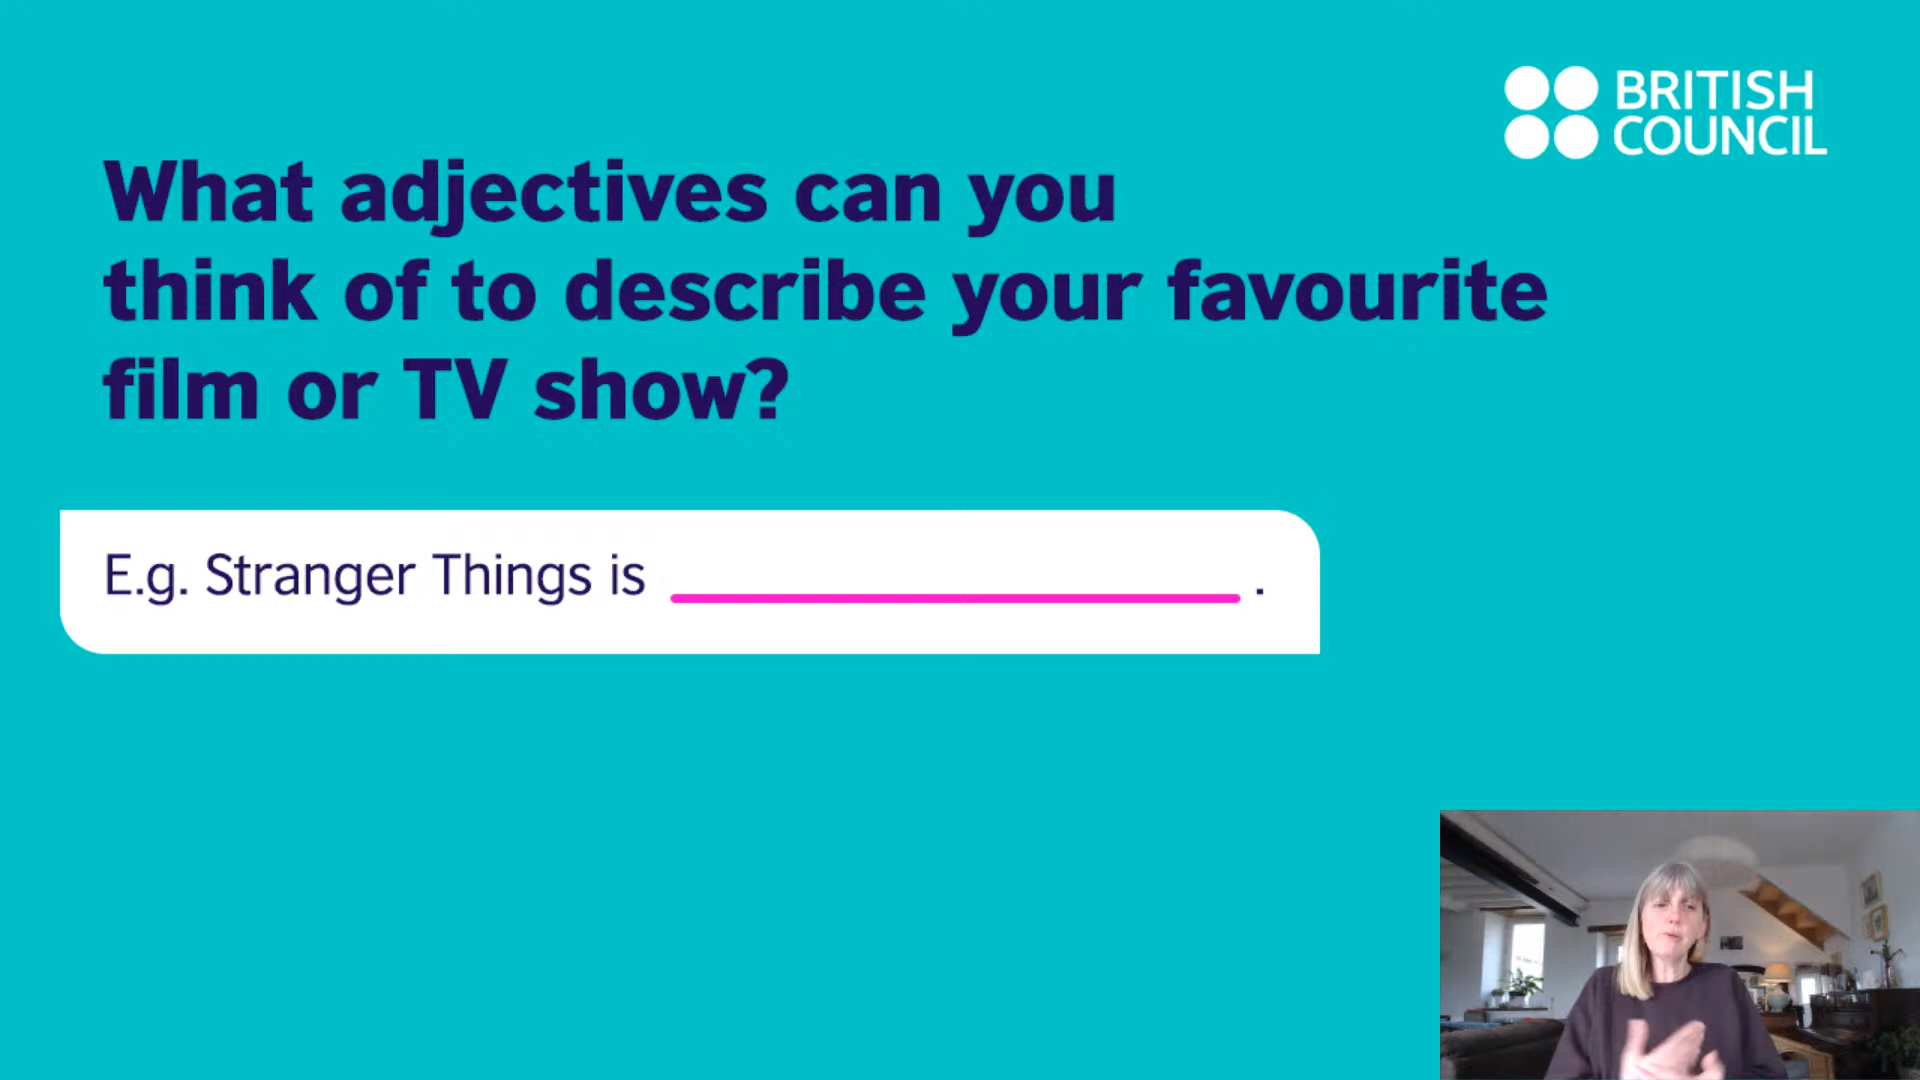 BRITISH
COUNCIL
What adjectives can you
think of to describe your favourite
film or TV show?
E.g. Stranger Things is .